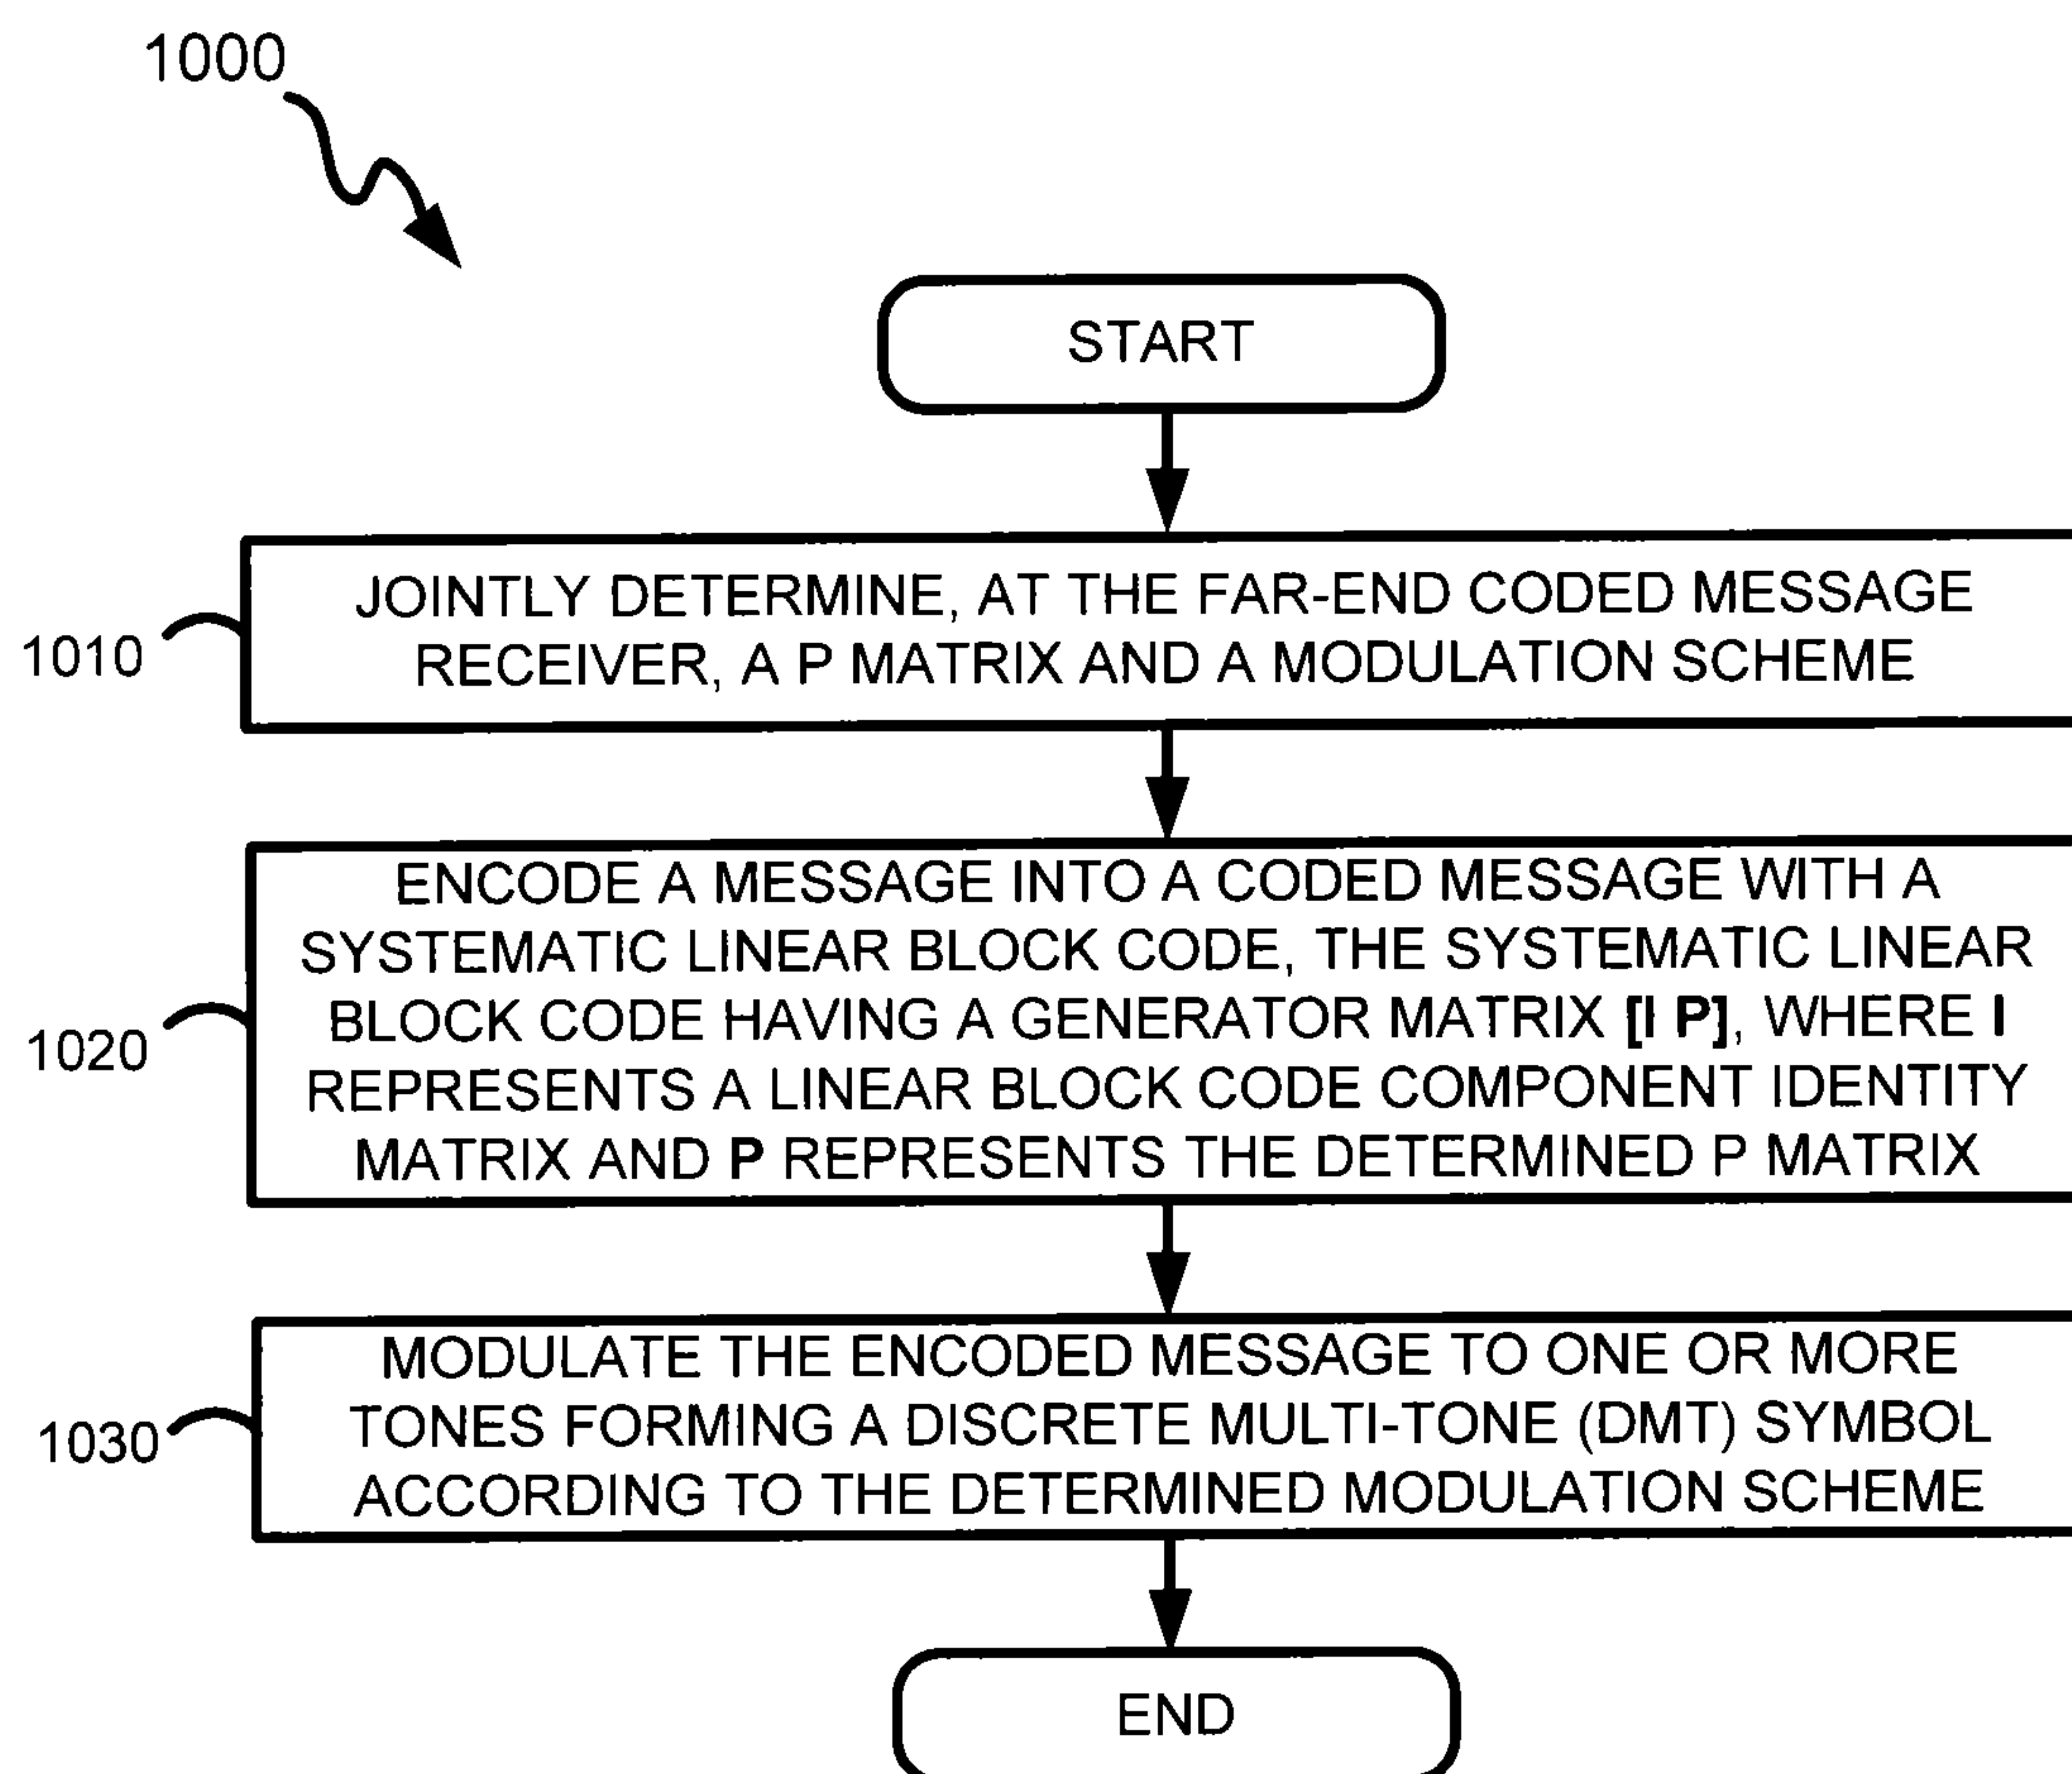 1000
START
JOINTLY DETERMINE, AT THE FAR-END CODED MESSAGE
RECEIVER, A P MATRIX AND A MODULATION SCHEME
1010
ENCODE A MESSAGE INTO A CODED MESSAGE WITH A
SYSTEMATIC LINEAR BLOCK CODE, THE SYSTEMATIC LINEAR
BLOCK CODE HAVING A GENERATOR MATRIX [I P], WHERE I
REPRESENTS A LINEAR BLOCK CODE COMPONENT IDENTITY
MATRIX AND P REPRESENTS THE DETERMINED P MATRIX
1020
MODULATE THE ENCODED MESSAGE TO ONE OR MORE
TONES FORMING A DISCRETE MULTI-TONE (DMT) SYMBOL
ACCORDING TO THE DETERMINED MODULATION SCHEME
1030
END